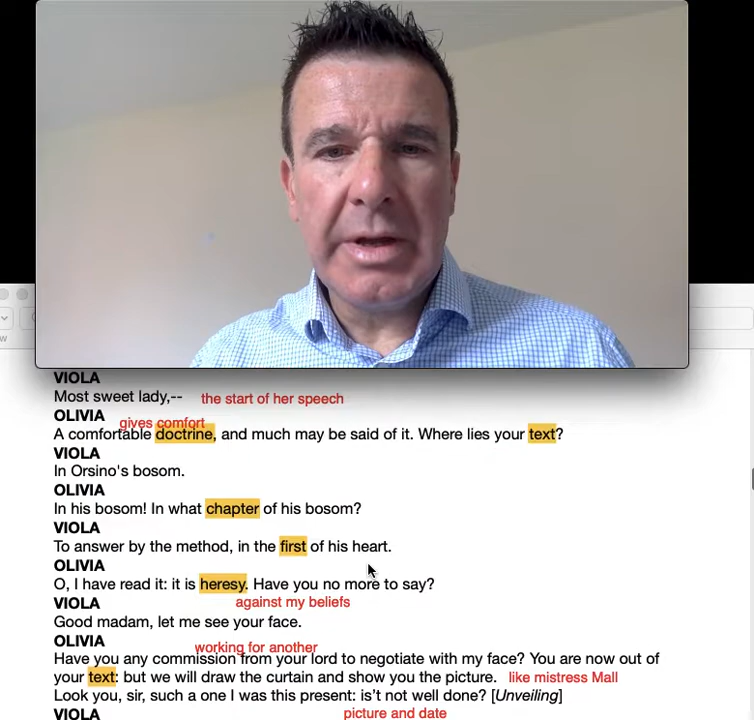 w
VIOLA
Most sweet lady,-- the start of her speech
OLIVIA
gives comfort
A comfortable doctrine, and much may be said of it. Where lies your text?
VIOLA
In Orsino's bosom.
OLIVIA
In his bosom! In what chapter of his bosom?
VIOLA
To answer by the method, in the first of his heart.
OLIVIA
O, I have read it: it is heresy. Have you no more to say?
against my beliefs
VIOLA
Good madam, let me see your face.
OLIVIA
working for another
Have you any commission from your lord to negotiate with my face? You are now out of
your text: but we will draw the curtain and show you the picture. like mistress Mall
Look you, sir, such a one I was this present: is’t not well done? [Unveiling]
picture and date
VIOLA